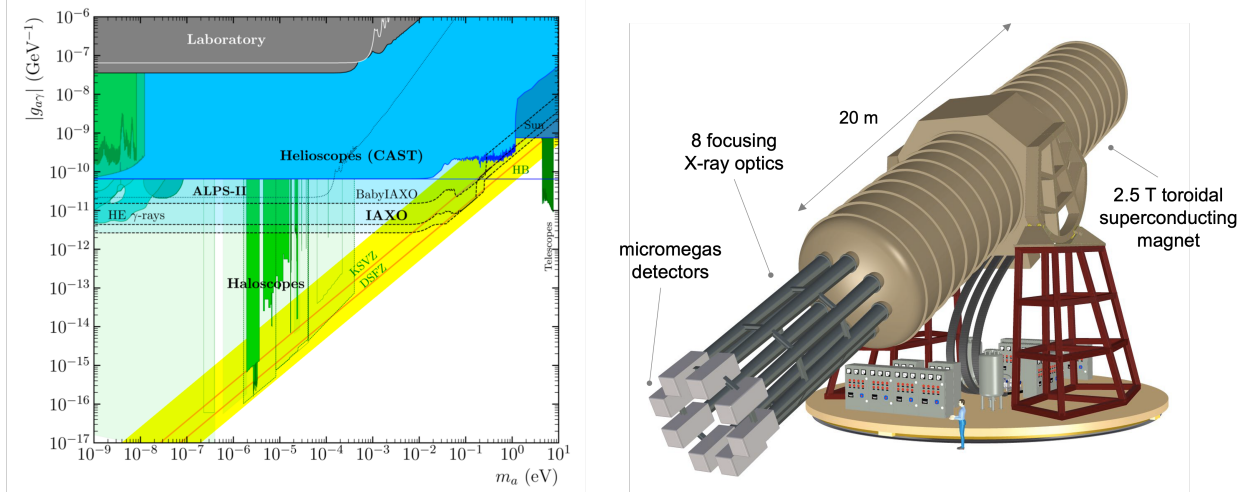 10⁻⁶
10⁻⁷
10⁻⁸
10⁻⁹
10⁻¹⁰
10⁻¹¹
10⁻¹²
10⁻¹³
10⁻¹⁴
10⁻¹⁵
10⁻¹⁶
10⁻¹⁷
|g_aγ| (GeV⁻¹)
Laboratory
Helioscopes (CAST)
Sun
HB
ALPS-II
BabyIAXO
HE γ-rays
IAXO
Telescopes
Haloscopes
KSVZ
DSFZ
10⁻⁹
10⁻⁸
10⁻⁷
10⁻⁶
10⁻⁵
10⁻⁴
10⁻³
10⁻²
10⁻¹
10⁰
10¹
m_a (eV)
20 m
8 focusing
X-ray optics
micromegas
detectors
2.5 T toroidal
superconducting
magnet